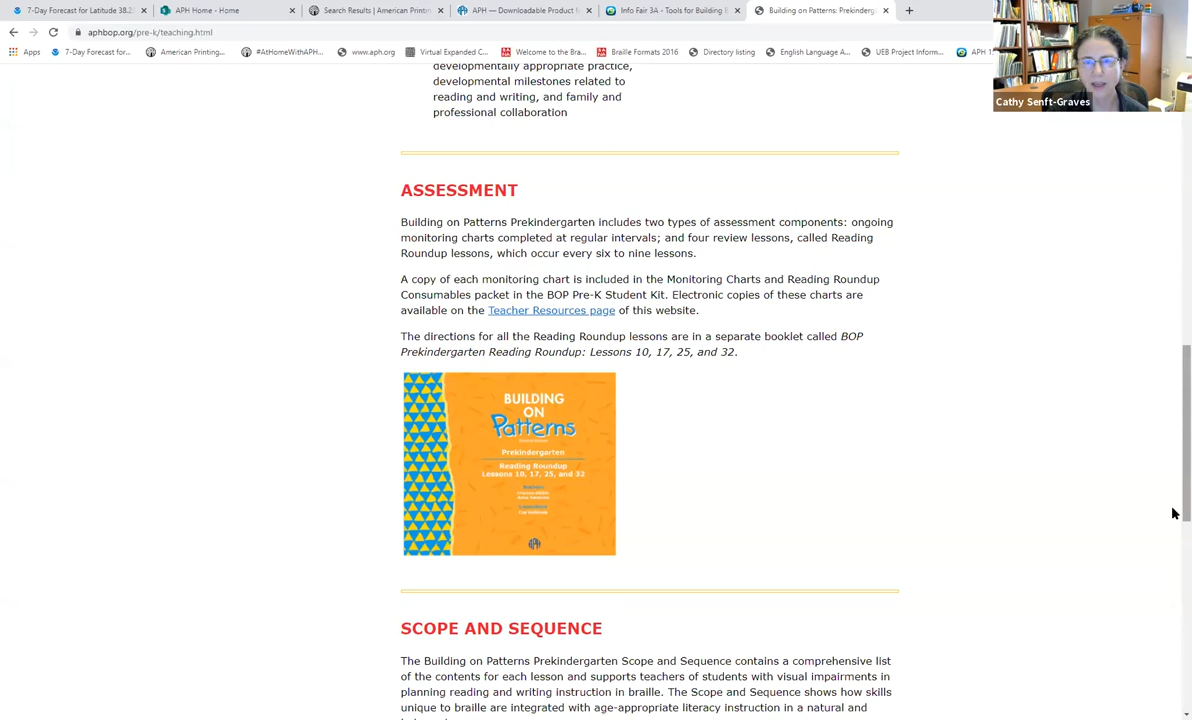 7-Day Forecast for Latitude 38.2
APH Home - Home
Search Results | American Printin
APH — Downloadable Product
Info Fair 3A - Tools for Building B
Building on Patterns: Prekinderg
aphbop.org/pre-k/teaching.html
Apps
7-Day Forecast for...
American Printing...
#AtHomeWithAPH...
www.aph.org
Virtual Expanded C...
Welcome to the Bra...
Braille Formats 2016
Directory listing
English Language A...
UEB Project Inform...
APH 1
Cathy Senft-Graves
developmentally appropriate practice,
developmental milestones related to
reading and writing, and family and
professional collaboration
ASSESSMENT
Building on Patterns Prekindergarten includes two types of assessment components: ongoing
monitoring charts completed at regular intervals; and four review lessons, called Reading
Roundup lessons, which occur every six to nine lessons.
A copy of each monitoring chart is included in the Monitoring Charts and Reading Roundup
Consumables packet in the BOP Pre-K Student Kit. Electronic copies of these charts are
available on the Teacher Resources page of this website.
The directions for all the Reading Roundup lessons are in a separate booklet called BOP
Prekindergarten Reading Roundup: Lessons 10, 17, 25, and 32.
BUILDING
ON
Patterns
Prekindergarten
Reading Roundup
Lessons 10, 17, 25, and 32
APH
SCOPE AND SEQUENCE
The Building on Patterns Prekindergarten Scope and Sequence contains a comprehensive list
of the contents for each lesson and supports teachers of students with visual impairments in
planning reading and writing instruction in braille. The Scope and Sequence shows how skills
unique to braille are integrated with age-appropriate literacy instruction in a natural and